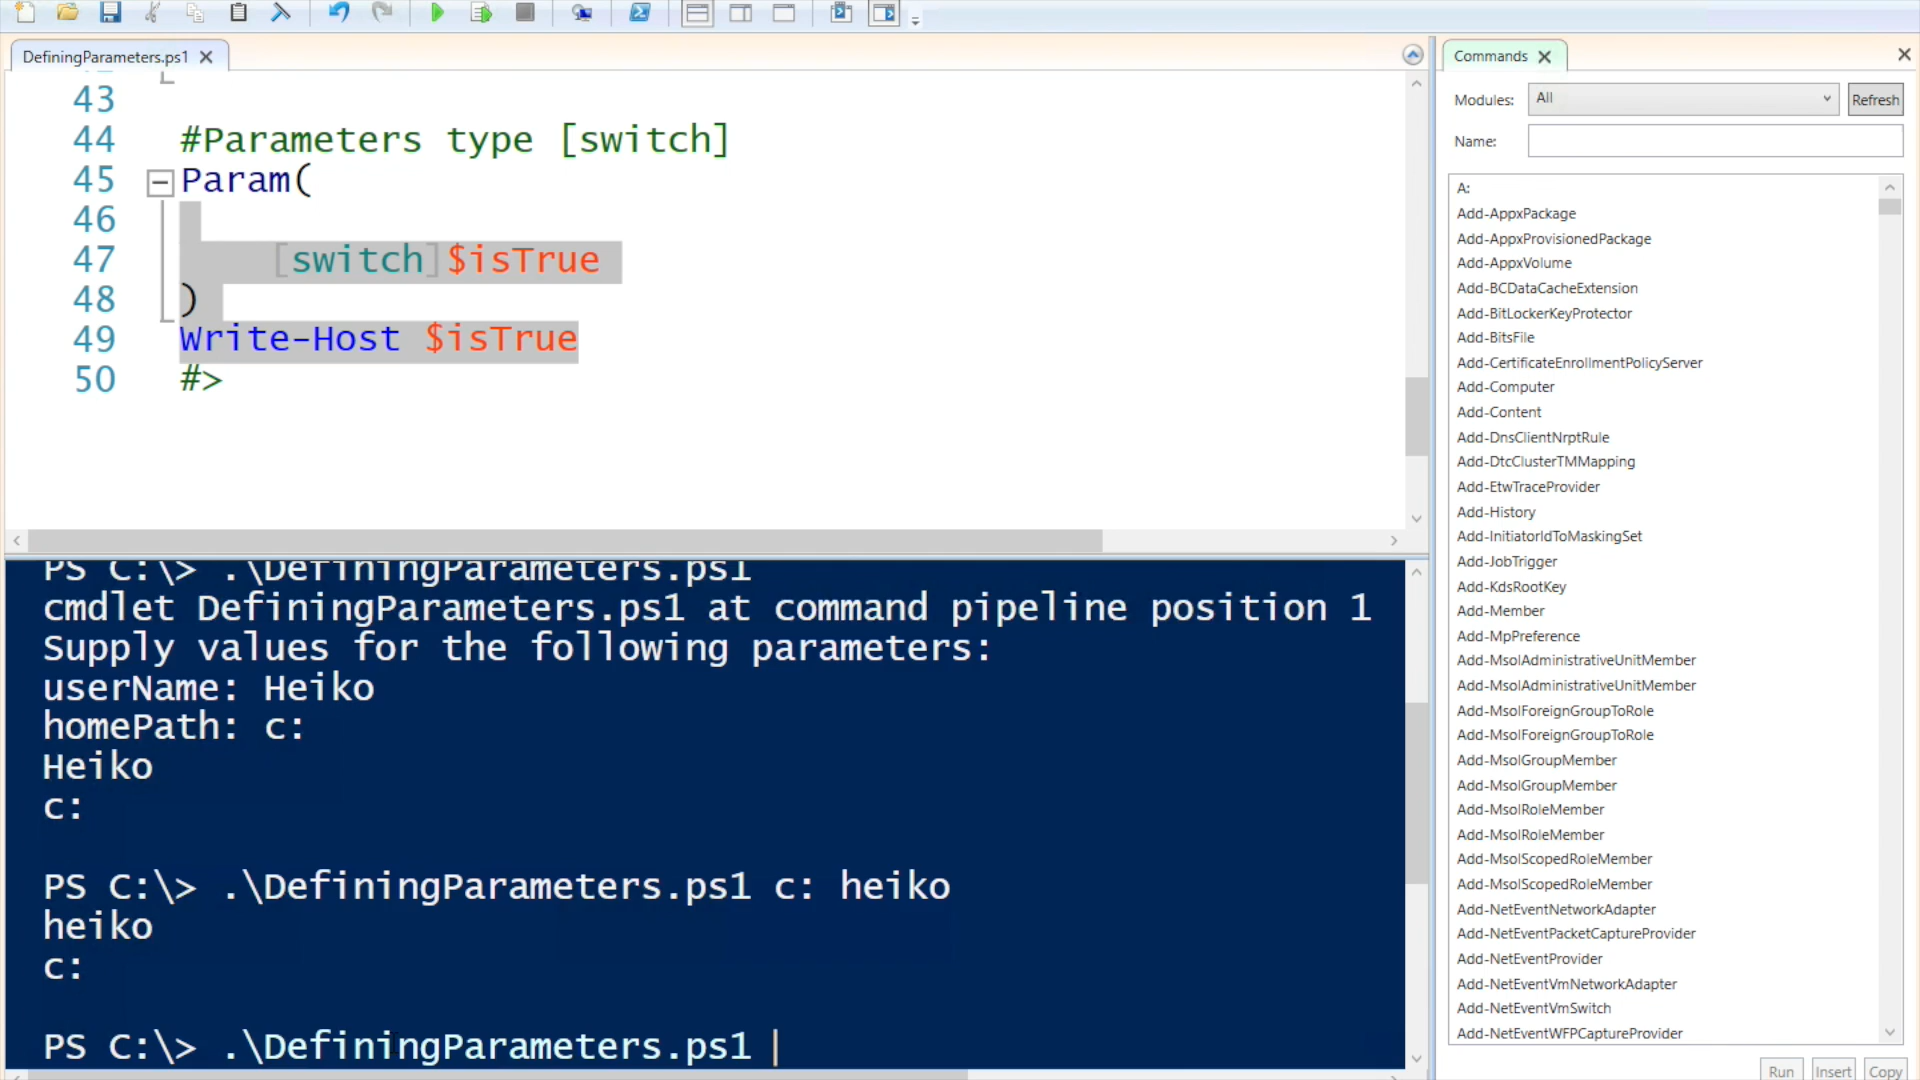 DefiningParameters.ps1
43
44 #Parameters type [switch]
45 Param(
46
47 [switch]$isTrue
48 )
49 Write-Host $isTrue
50 #>
PS C:\> .\DefiningParameters.ps1
cmdlet DefiningParameters.ps1 at command pipeline position 1
Supply values for the following parameters:
userName: Heiko
homePath: c:
Heiko
c:
PS C:\> .\DefiningParameters.ps1 c: heiko
heiko
c:
PS C:\> .\DefiningParameters.ps1
Commands
Modules: All Refresh
Name:
A:
Add-AppxPackage
Add-AppxProvisionedPackage
Add-AppxVolume
Add-BCDataCacheExtension
Add-BitLockerKeyProtector
Add-BitsFile
Add-CertificateEnrollmentPolicyServer
Add-Computer
Add-Content
Add-DnsClientNrptRule
Add-DtcClusterTMMapping
Add-EtwTraceProvider
Add-History
Add-InitiatorIdToMaskingSet
Add-JobTrigger
Add-KdsRootKey
Add-Member
Add-MpPreference
Add-MsolAdministrativeUnitMember
Add-MsolAdministrativeUnitMember
Add-MsolForeignGroupToRole
Add-MsolForeignGroupToRole
Add-MsolGroupMember
Add-MsolGroupMember
Add-MsolRoleMember
Add-MsolRoleMember
Add-MsolScopedRoleMember
Add-MsolScopedRoleMember
Add-NetEventNetworkAdapter
Add-NetEventPacketCaptureProvider
Add-NetEventProvider
Add-NetEventVmNetworkAdapter
Add-NetEventVmSwitch
Add-NetEventWFPCaptureProvider
Run Insert Copy